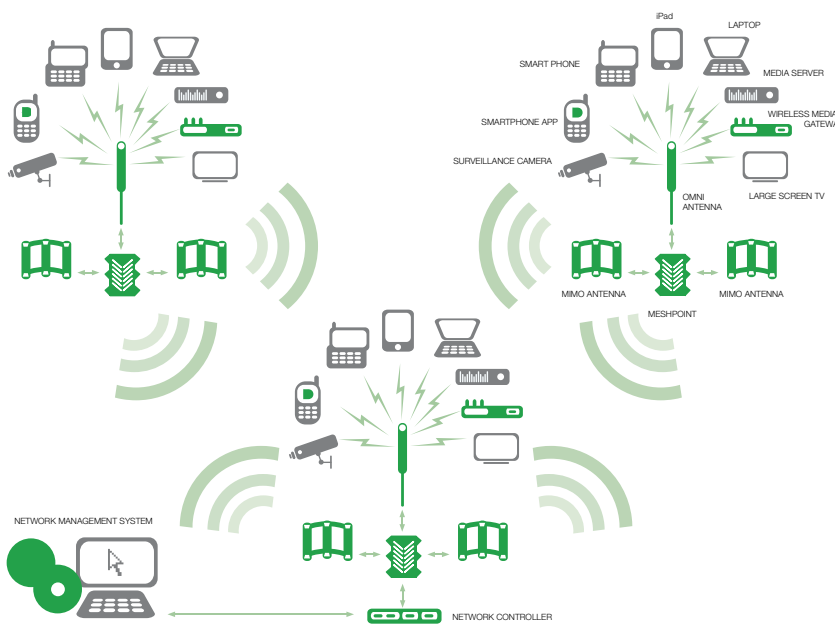 iPad
LAPTOP
SMART PHONE
MEDIA SERVER
WIRELESS MEDIA
GATEWA
SMARTPHONE APP
SURVEILLANCE CAMERA
OMNI
ANTENNA
LARGE SCREEN TV
MIMO ANTENNA
MIMO ANTENNA
MESHPOINT
NETWORK MANAGEMENT SYSTEM
NETWORK CONTROLLER